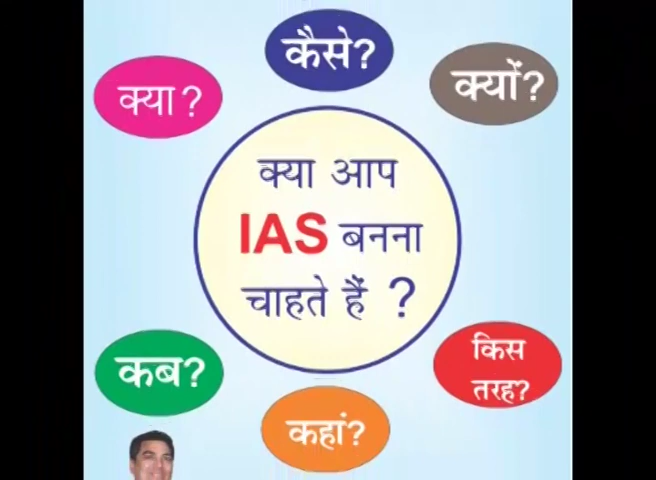 कैसे?
क्या ?
क्यों?
क्या आप
IAS बनना
चाहते हैं ?
कब?
किस
तरह?
कहां?